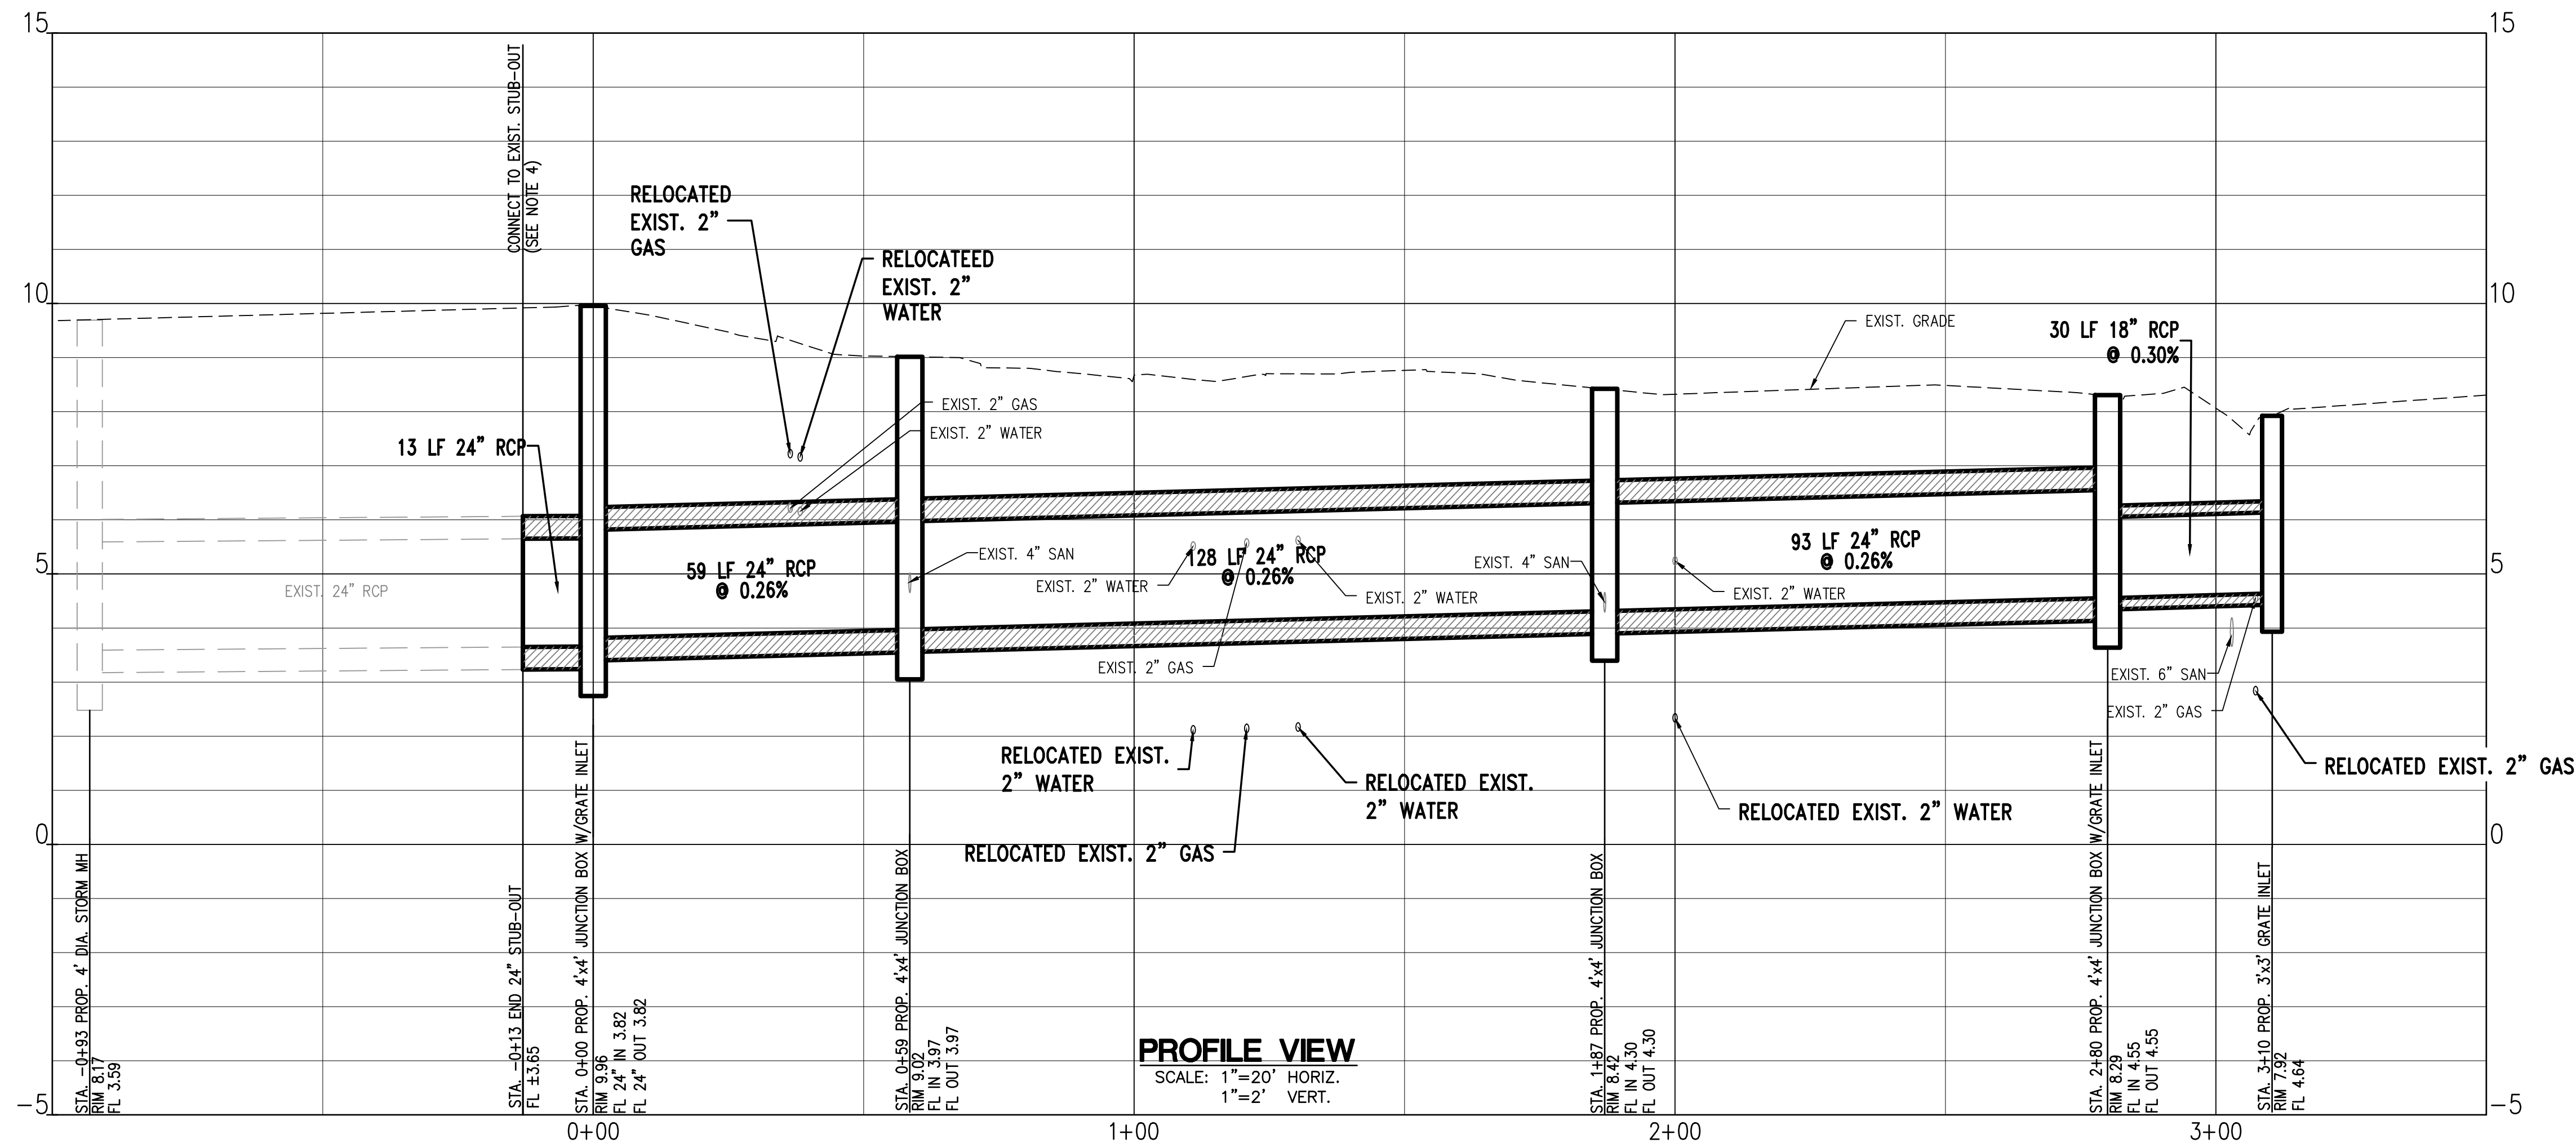 15
15
CONNECT TO EXIST. STUB-OUT
(SEE NOTE 4)
RELOCATED
EXIST. 2"
GAS
RELOCATEED
EXIST. 2"
WATER
10
10
EXIST. GRADE
30 LF 18" RCP
@ 0.30%
EXIST. 2" GAS
EXIST. 2" WATER
13 LF 24" RCP
EXIST. 24" RCP
59 LF 24" RCP
@ 0.26%
EXIST. 4" SAN
EXIST. 2" WATER
128 LF 24" RCP
@ 0.26%
EXIST. 2" WATER
EXIST. 2" GAS
EXIST. 4" SAN
93 LF 24" RCP
@ 0.26%
EXIST. 2" WATER
EXIST. 6" SAN
EXIST. 2" GAS
5
5
RELOCATED EXIST.
2" WATER
RELOCATED EXIST.
2" WATER
RELOCATED EXIST. 2" GAS
RELOCATED EXIST. 2" WATER
RELOCATED EXIST. 2" GAS
0
0
STA. -0+93 PROP. 4' DIA. STORM MH
RIM 8.17
FL 3.59
STA. -0+13 END 24" STUB-OUT
FL ±3.65
STA. 0+00 PROP. 4'x4' JUNCTION BOX W/GRATE INLET
RIM 9.96
FL 24" IN 3.82
FL 24" OUT 3.82
STA. 0+59 PROP. 4'x4' JUNCTION BOX
RIM 9.02
FL IN 3.97
FL OUT 3.97
PROFILE VIEW
SCALE: 1"=20' HORIZ.
1"=2' VERT.
STA. 1+87 PROP. 4'x4' JUNCTION BOX
RIM 8.42
FL IN 4.30
FL OUT 4.30
STA. 2+80 PROP. 4'x4' JUNCTION BOX W/GRATE INLET
RIM 8.29
FL IN 4.55
FL OUT 4.55
STA. 3+10 PROP. 3'x3' GRATE INLET
RIM 7.92
FL 4.64
-5
-5
0+00
1+00
2+00
3+00